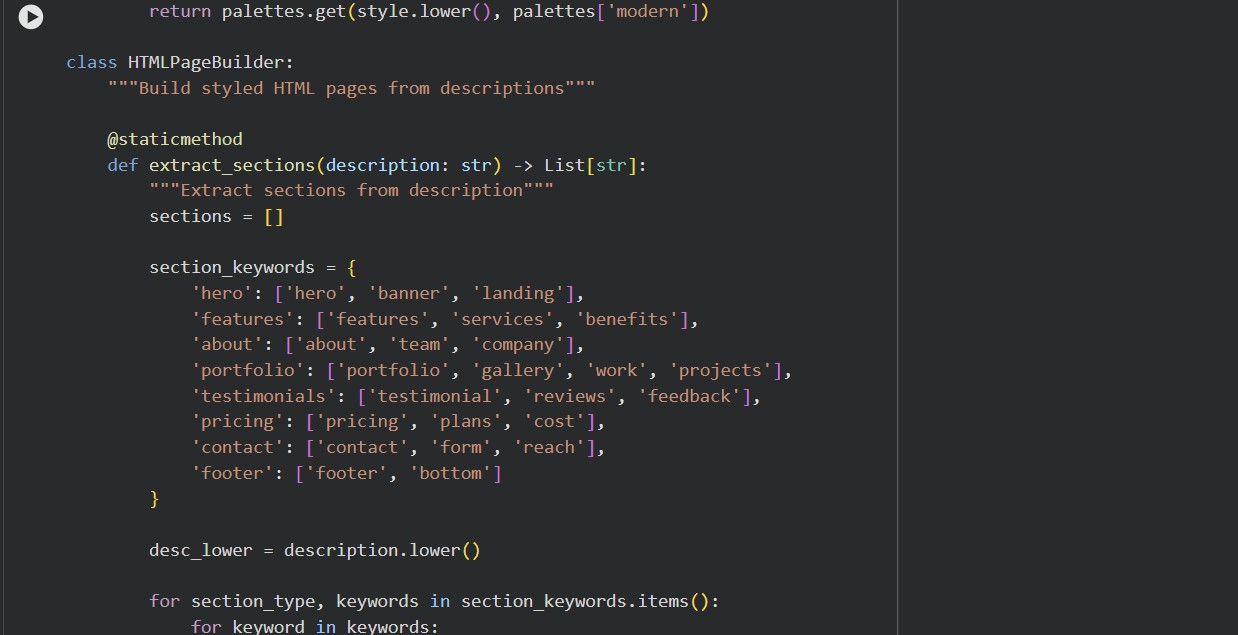 return palettes.get(style.lower(), palettes['modern'])
class HTMLPageBuilder:
    """Build styled HTML pages from descriptions"""
    @staticmethod
    def extract_sections(description: str) -> List[str]:
        """Extract sections from description"""
        sections = []
        section_keywords = {
            'hero': ['hero', 'banner', 'landing'],
            'features': ['features', 'services', 'benefits'],
            'about': ['about', 'team', 'company'],
            'portfolio': ['portfolio', 'gallery', 'work', 'projects'],
            'testimonials': ['testimonial', 'reviews', 'feedback'],
            'pricing': ['pricing', 'plans', 'cost'],
            'contact': ['contact', 'form', 'reach'],
            'footer': ['footer', 'bottom']
        }
        desc_lower = description.lower()
        for section_type, keywords in section_keywords.items():
            for keyword in keywords: